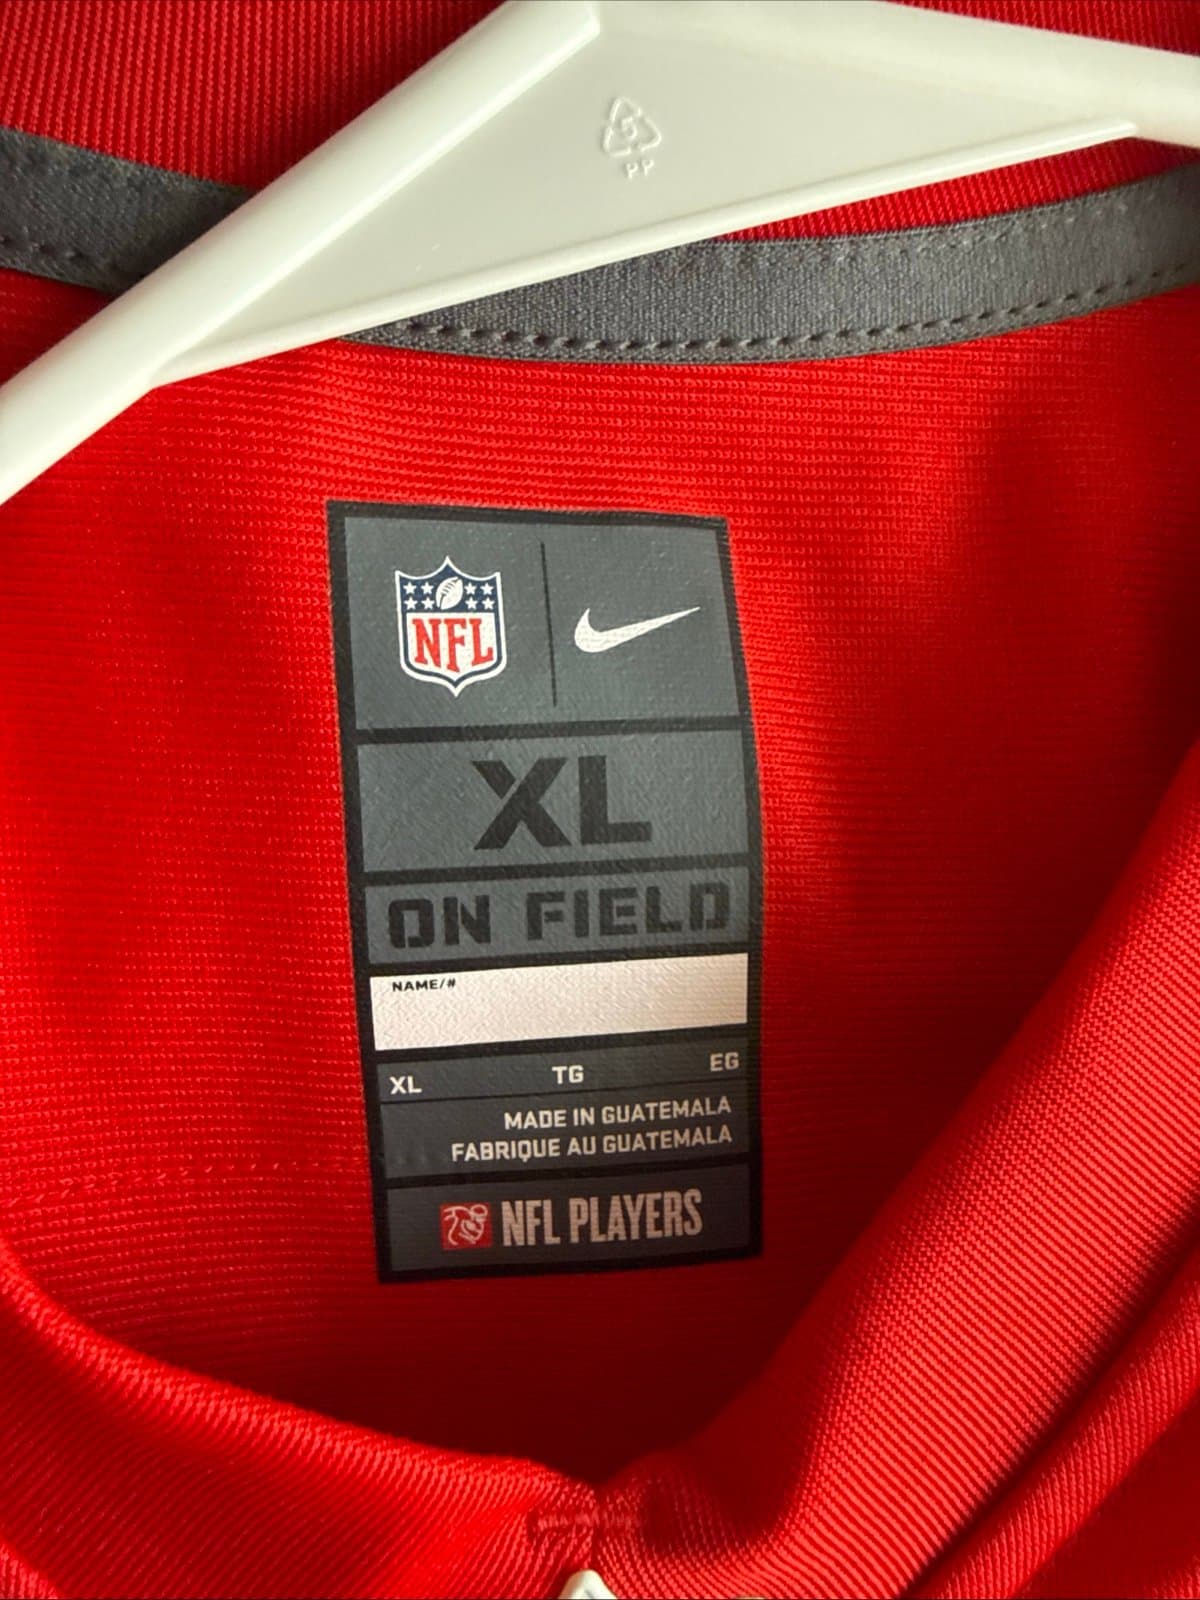 5
PP
NFL
XL
ON FIELD
NAME/#
XL TG EG
MADE IN GUATEMALA
FABRIQUE AU GUATEMALA
NFL PLAYERS